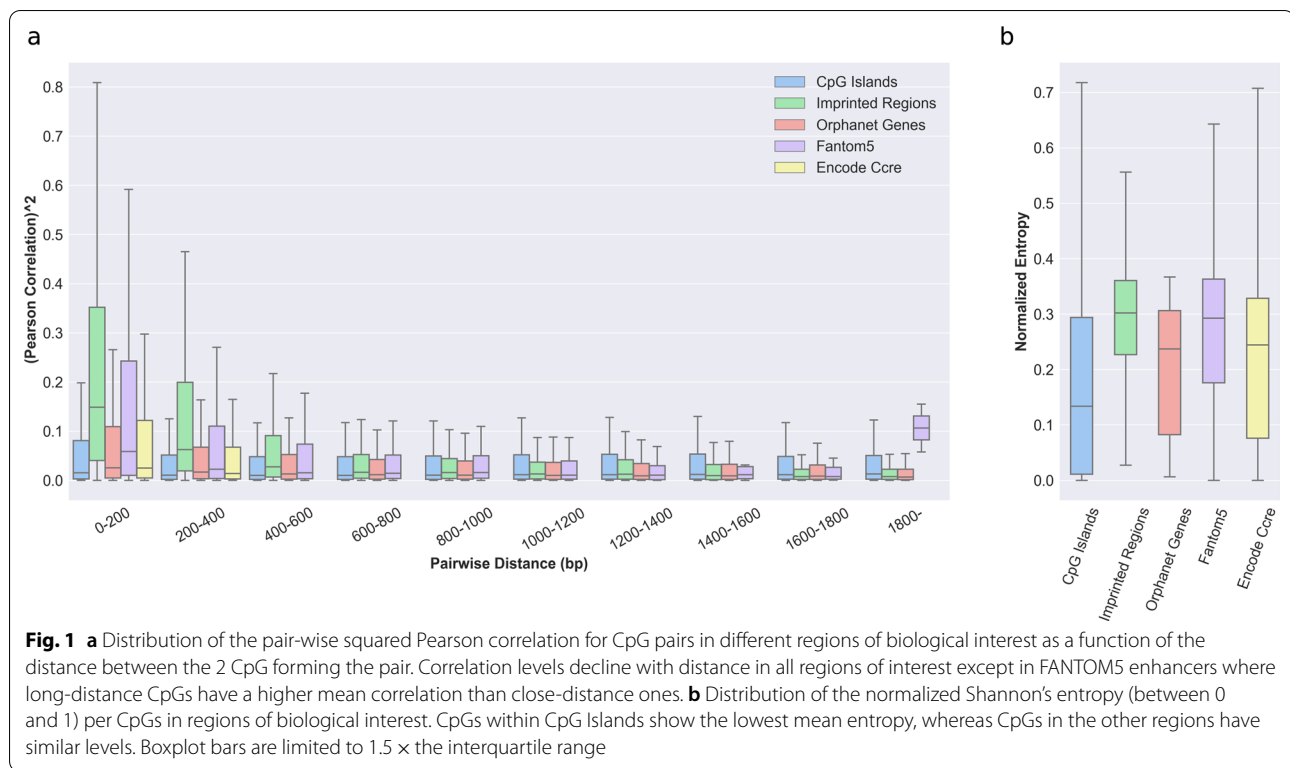 a
b
0.8
0.7
0.6
0.5
0.4
0.3
0.2
0.1
0.0
(Pearson Correlation)^2
CpG Islands
Imprinted Regions
Orphanet Genes
Fantom5
Encode Ccre
0-200
200-400
400-600
600-800
800-1000
1000-1200
1200-1400
1400-1600
1600-1800
1800-
Pairwise Distance (bp)
0.7
0.6
0.5
0.4
0.3
0.2
0.1
0.0
Normalized Entropy
CpG Islands
Imprinted Regions
Orphanet Genes
Fantom5
Encode Ccre
Fig. 1 a Distribution of the pair-wise squared Pearson correlation for CpG pairs in different regions of biological interest as a function of the
distance between the 2 CpG forming the pair. Correlation levels decline with distance in all regions of interest except in FANTOM5 enhancers where
long-distance CpGs have a higher mean correlation than close-distance ones. b Distribution of the normalized Shannon's entropy (between 0
and 1) per CpGs in regions of biological interest. CpGs within CpG Islands show the lowest mean entropy, whereas CpGs in the other regions have
similar levels. Boxplot bars are limited to 1.5 × the interquartile range